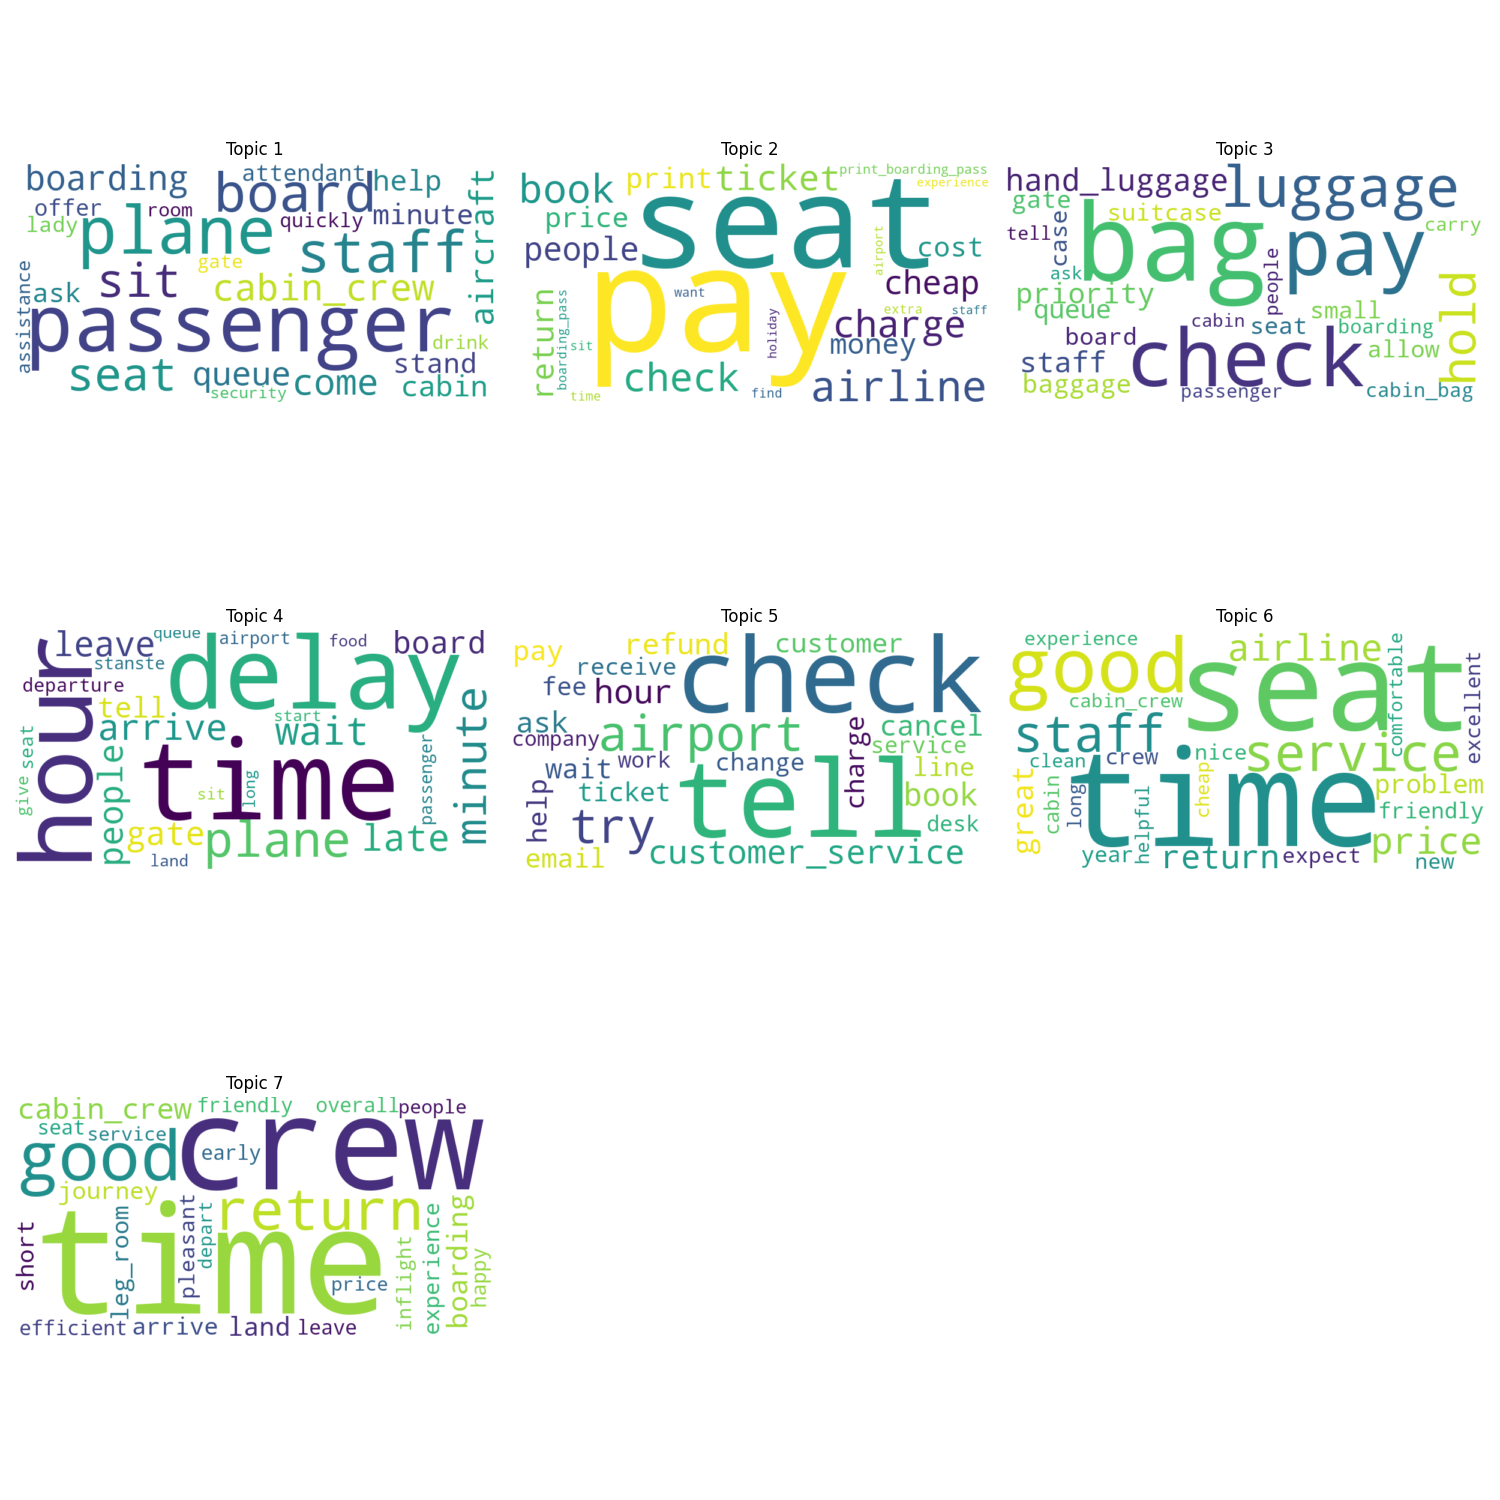 Topic 1
boarding
attendant
board
help
offer
room
quickly
minute
lady
plane
staff
aircraft
gate
sit
cabin_crew
ask
assistance
passenger
drink
seat
queue
come
stand
security
cabin
Topic 2
print_boarding_pass
book
print
ticket
experience
price
seat
people
airport
cost
pay
want
cheap
return
boarding_pass
holiday
extra
staff
charge
sit
money
check
time
find
airline
Topic 3
hand_luggage
luggage
gate
suitcase
carry
tell
case
bag
pay
ask
people
priority
queue
small
hold
cabin
seat
boarding
board
allow
staff
check
baggage
passenger
cabin_bag
Topic 4
queue
airport
food
leave
board
stanste
delay
departure
hour
tell
start
arrive
wait
minute
seat
give
people
time
long
sit
passenger
gate
plane
late
land
Topic 5
pay
refund
customer
receive
check
fee
hour
ask
airport
cancel
company
charge
service
wait
work
change
line
ticket
tell
book
help
try
desk
email
customer_service
Topic 6
experience
good
airline
seat
comfortable
excellent
cabin_crew
staff
nice
service
clean
crew
great
cabin
long
time
cheap
problem
helpful
friendly
price
year
return
expect
new
Topic 7
cabin_crew
friendly
overall
people
seat
service
crew
good
early
journey
return
short
time
leg_room
pleasant
depart
price
inflight
experience
boarding
happy
efficient
arrive
land
leave